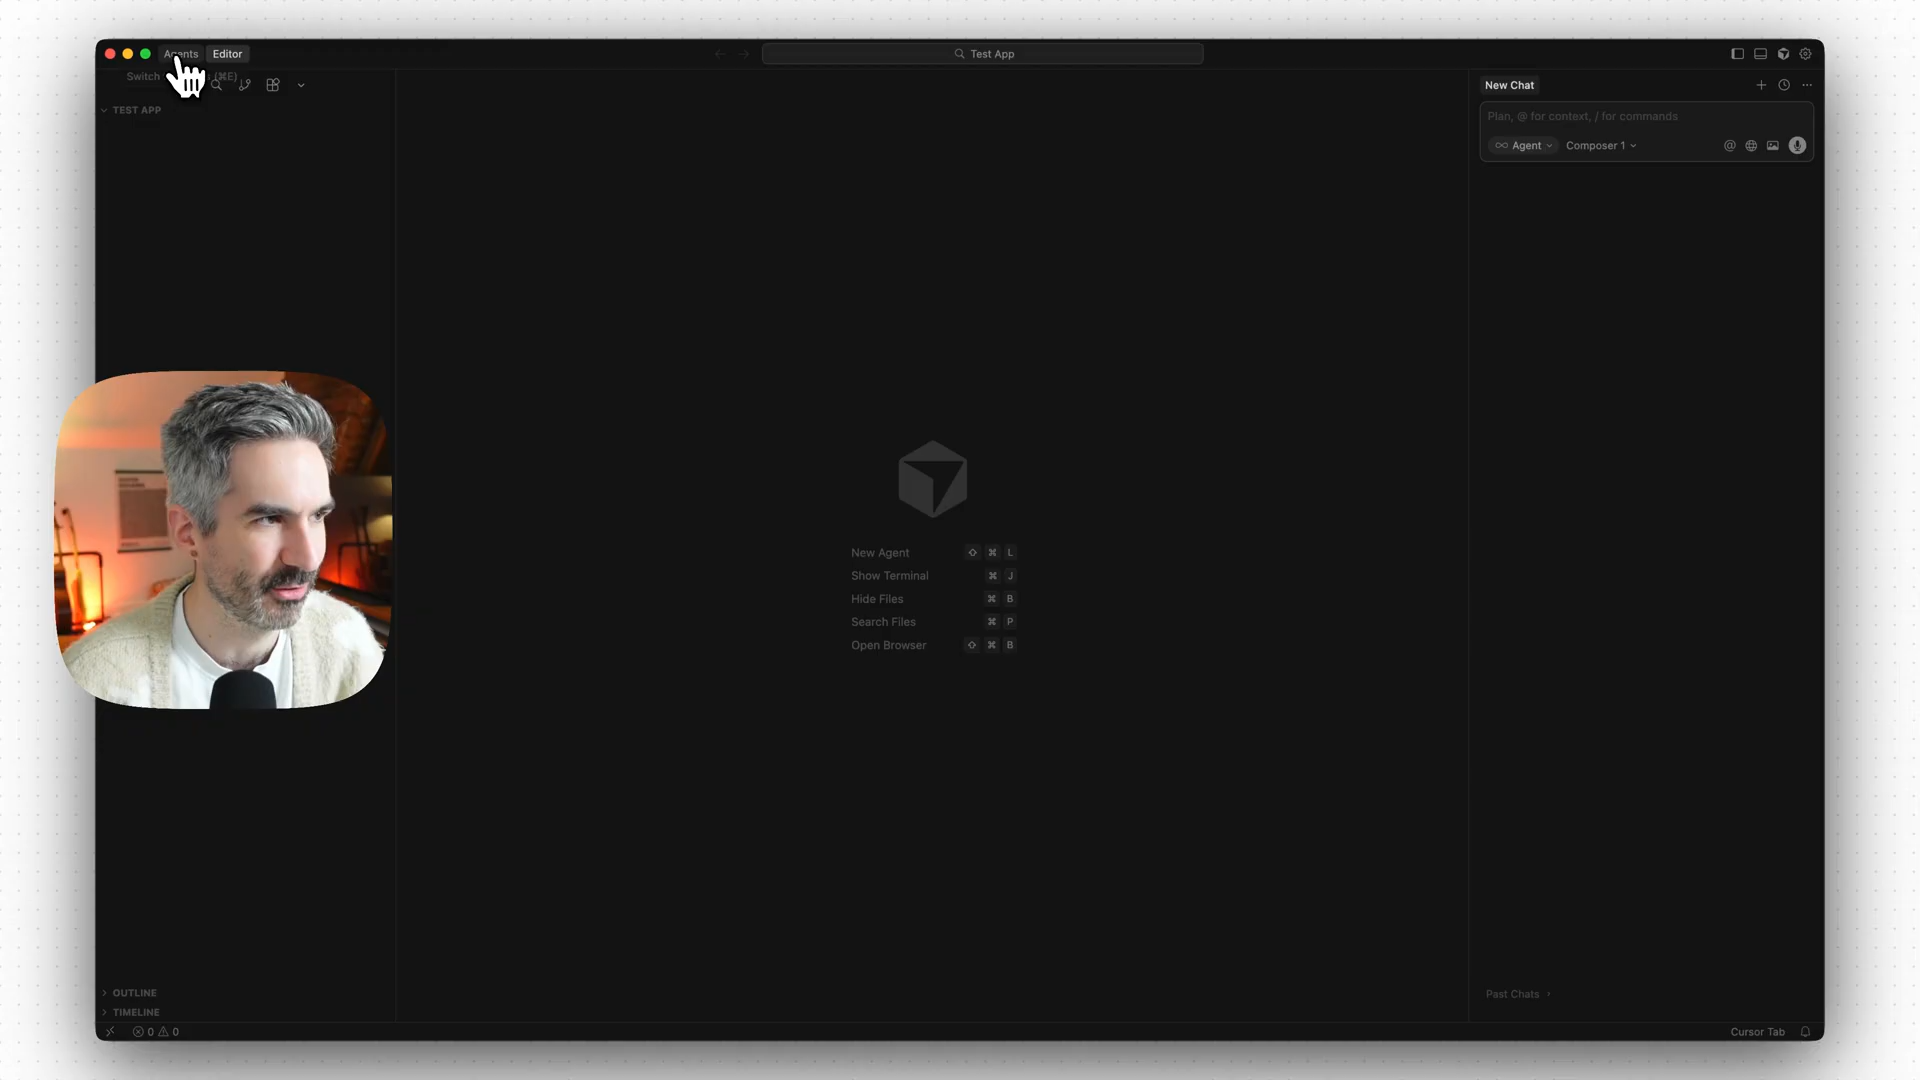 Agents Editor
Test App
Switch (⌘E)
TEST APP
New Chat
Plan, @ for context, / for commands
Agent Composer 1
New Agent ⇧ ⌘ L
Show Terminal ⌘ J
Hide Files ⌘ B
Search Files ⌘ P
Open Browser ⇧ ⌘ B
OUTLINE
TIMELINE
Past Chats
0 0
Cursor Tab